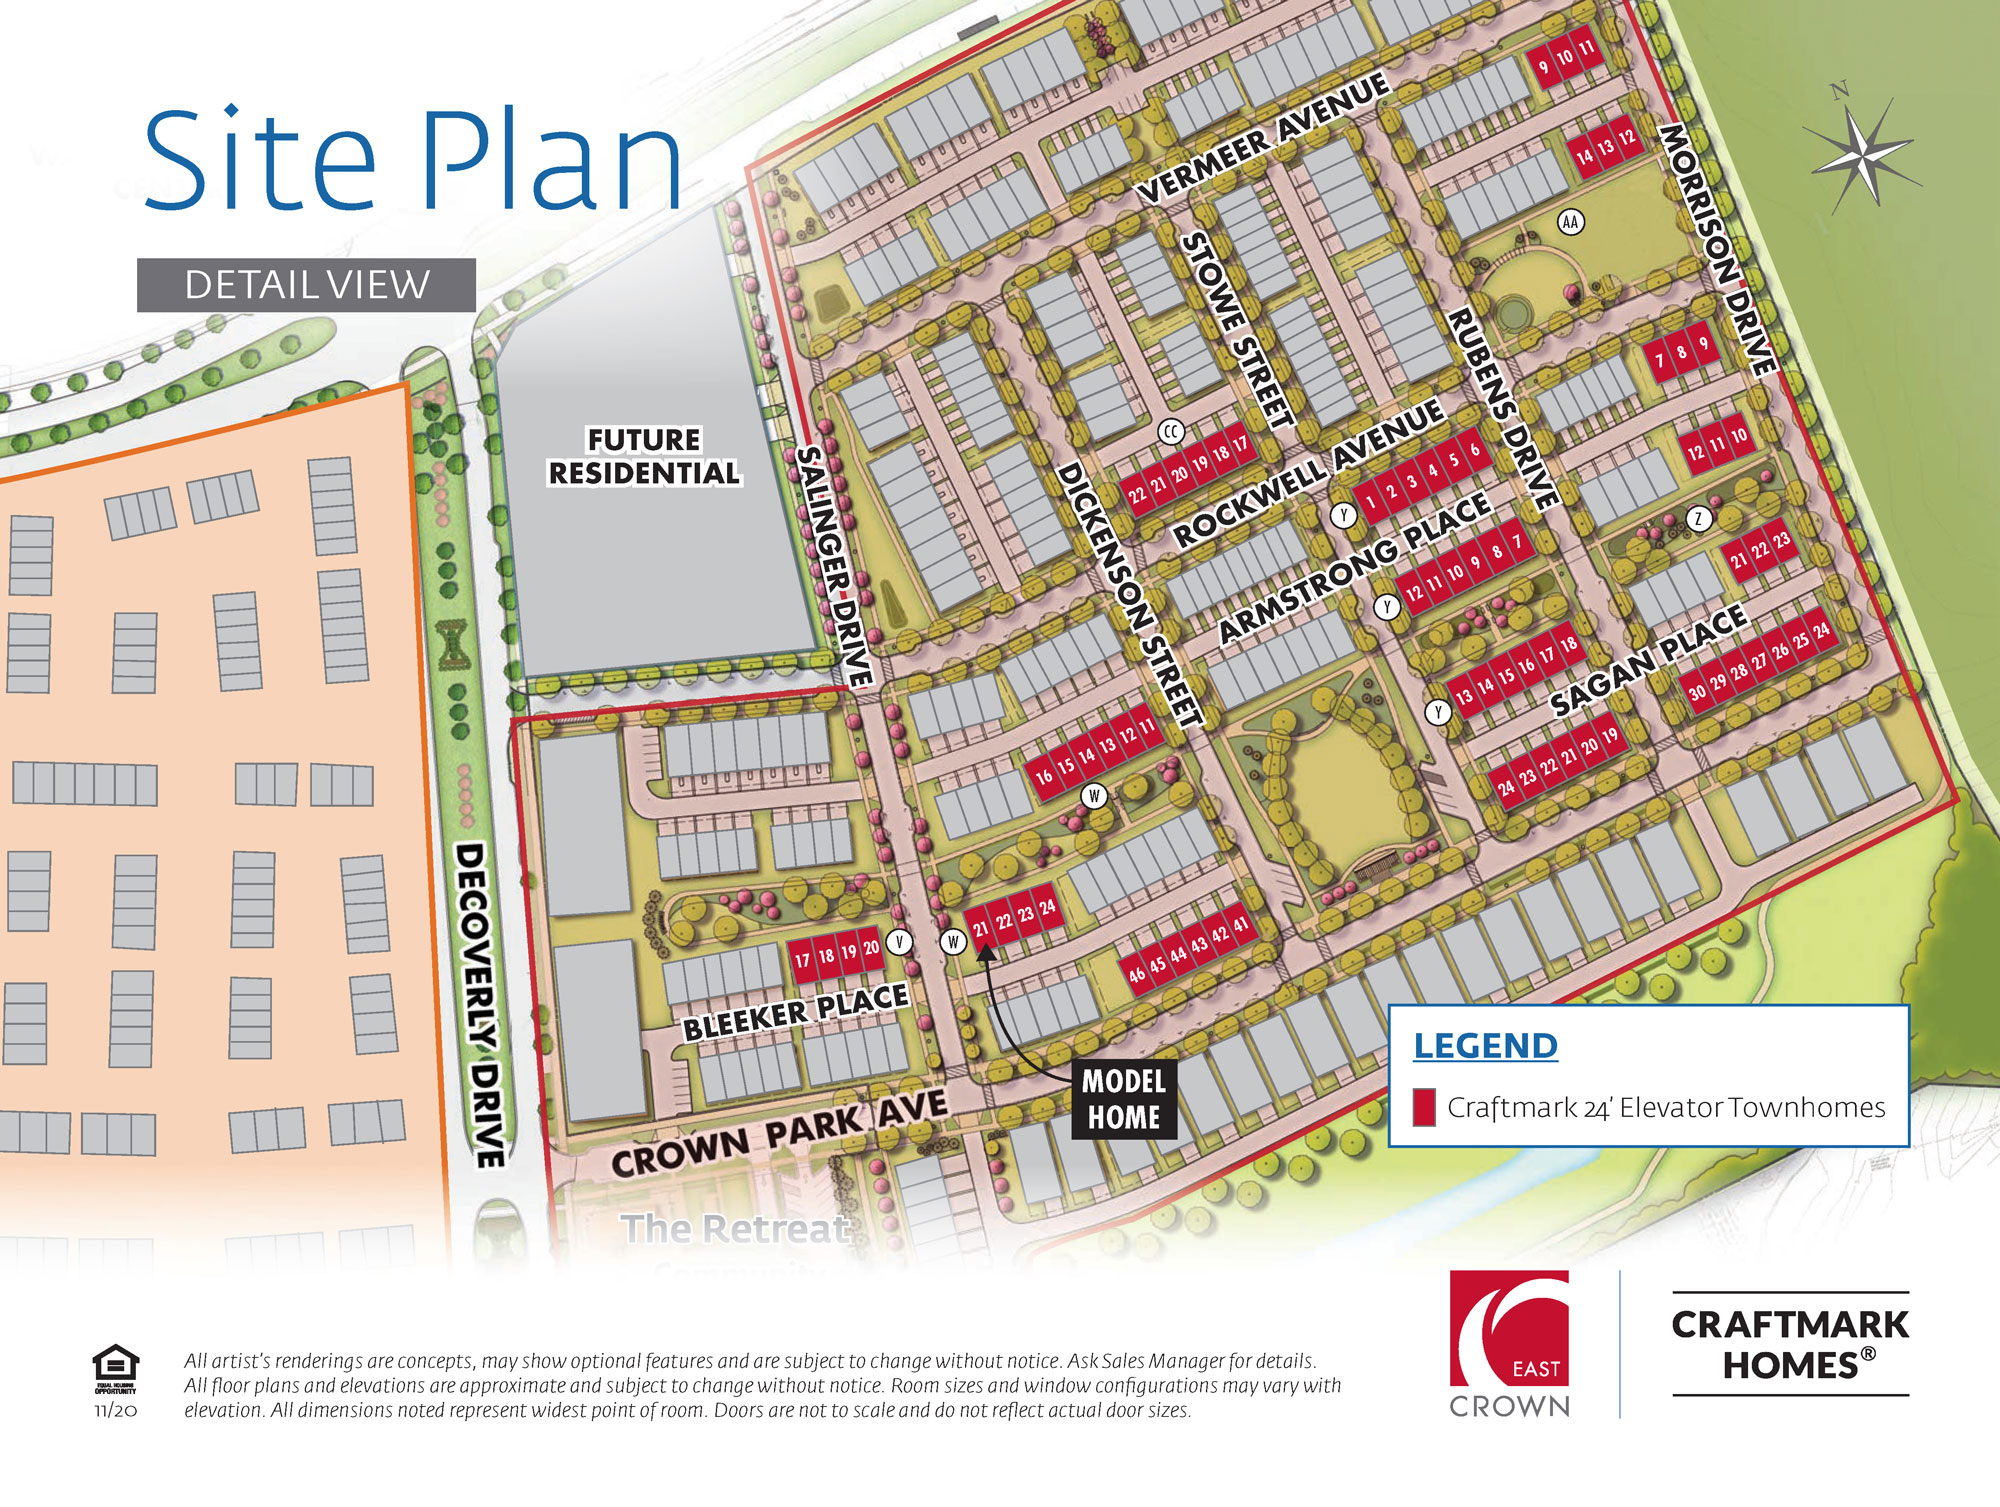 Site Plan
DETAIL VIEW
N
FUTURE
RESIDENTIAL
VERMEER AVENUE
STOWE STREET
MORRISON DRIVE
RUBENS DRIVE
ROCKWELL AVENUE
ARMSTRONG PLACE
DICKENSON STREET
SALINGER DRIVE
SAGAN PLACE
DECOVERLY DRIVE
BLEEKER PLACE
CROWN PARK AVE
The Retreat
Community
9 10 11
14 13 12
AA
7 8 9
12 11 10
Z
21 22 23
30 29 28 27 26 25 24
CC
22 21 20 19 18 17
1 2 3 4 5 6
Y
12 11 10 9 8 7
Y
13 14 15 16 17 18
Y
24 23 22 21 20 19
16 15 14 13 12 11
W
21 22 23 24
W
46 45 44 43 42 41
17 18 19 20
V
MODEL
HOME
LEGEND
Craftmark 24' Elevator Townhomes
EQUAL HOUSING
OPPORTUNITY
11/20
All artist's renderings are concepts, may show optional features and are subject to change without notice. Ask Sales Manager for details.
All floor plans and elevations are approximate and subject to change without notice. Room sizes and window configurations may vary with
elevation. All dimensions noted represent widest point of room. Doors are not to scale and do not reflect actual door sizes.
EAST
CROWN
CRAFTMARK
HOMES®